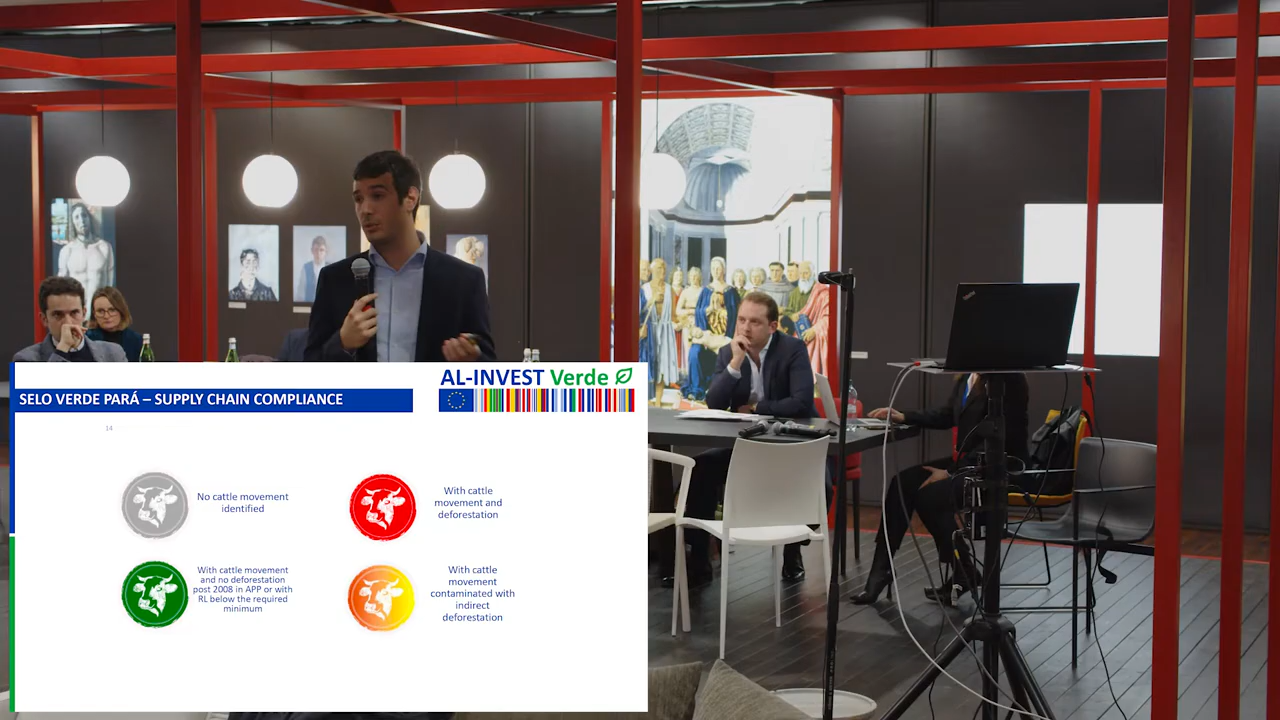 AL-INVEST Verde
SELO VERDE PARÁ – SUPPLY CHAIN COMPLIANCE
14
No cattle movement
identified
With cattle
movement and
deforestation
With cattle movement
and no deforestation
post 2008 in APP or with
RL below the required
minimum
With cattle
movement
contaminated with
indirect
deforestation